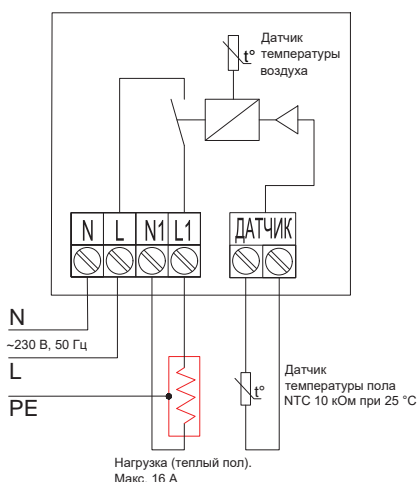 Датчик
температуры
воздуха
t°
N L N1 L1
ДАТЧИК
N
~230 В, 50 Гц
L
PE
t°
Датчик
температуры пола
NTC 10 кОм при 25 °C
Нагрузка (теплый пол).
Макс. 16 А